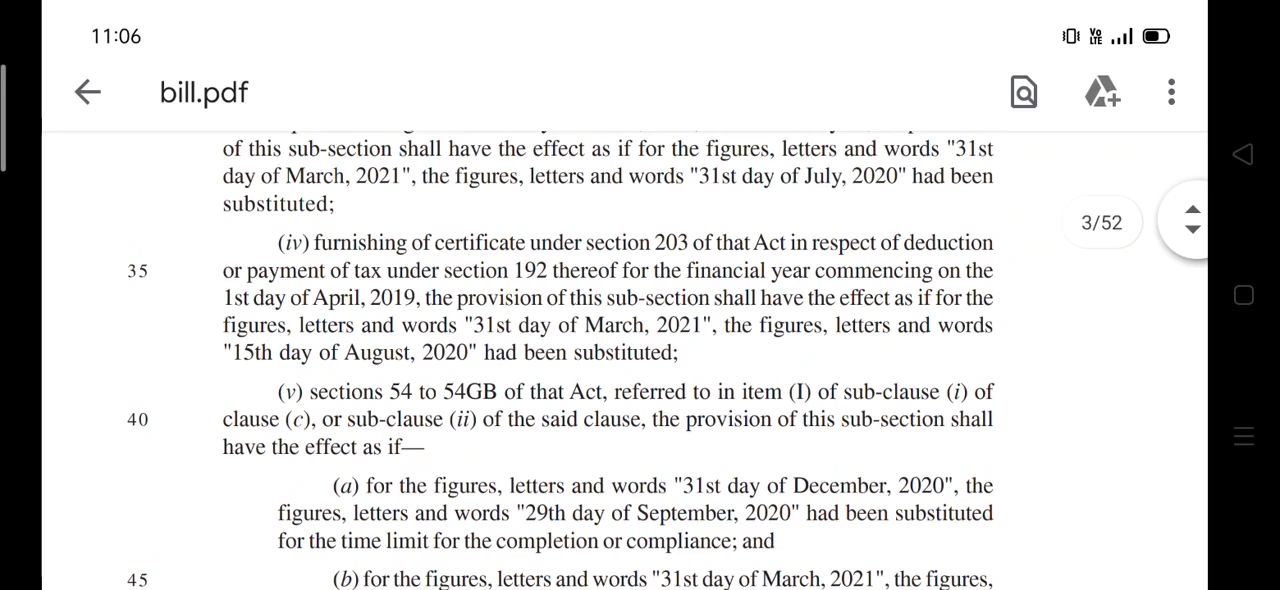 11:06
Vo LTE
bill.pdf
of this sub-section shall have the effect as if for the figures, letters and words "31st
day of March, 2021", the figures, letters and words "31st day of July, 2020" had been
substituted;
3/52
(iv) furnishing of certificate under section 203 of that Act in respect of deduction
35 or payment of tax under section 192 thereof for the financial year commencing on the
1st day of April, 2019, the provision of this sub-section shall have the effect as if for the
figures, letters and words "31st day of March, 2021", the figures, letters and words
"15th day of August, 2020" had been substituted;
(v) sections 54 to 54GB of that Act, referred to in item (I) of sub-clause (i) of
40 clause (c), or sub-clause (ii) of the said clause, the provision of this sub-section shall
have the effect as if—
(a) for the figures, letters and words "31st day of December, 2020", the
figures, letters and words "29th day of September, 2020" had been substituted
for the time limit for the completion or compliance; and
45 (b) for the figures, letters and words "31st day of March, 2021", the figures,